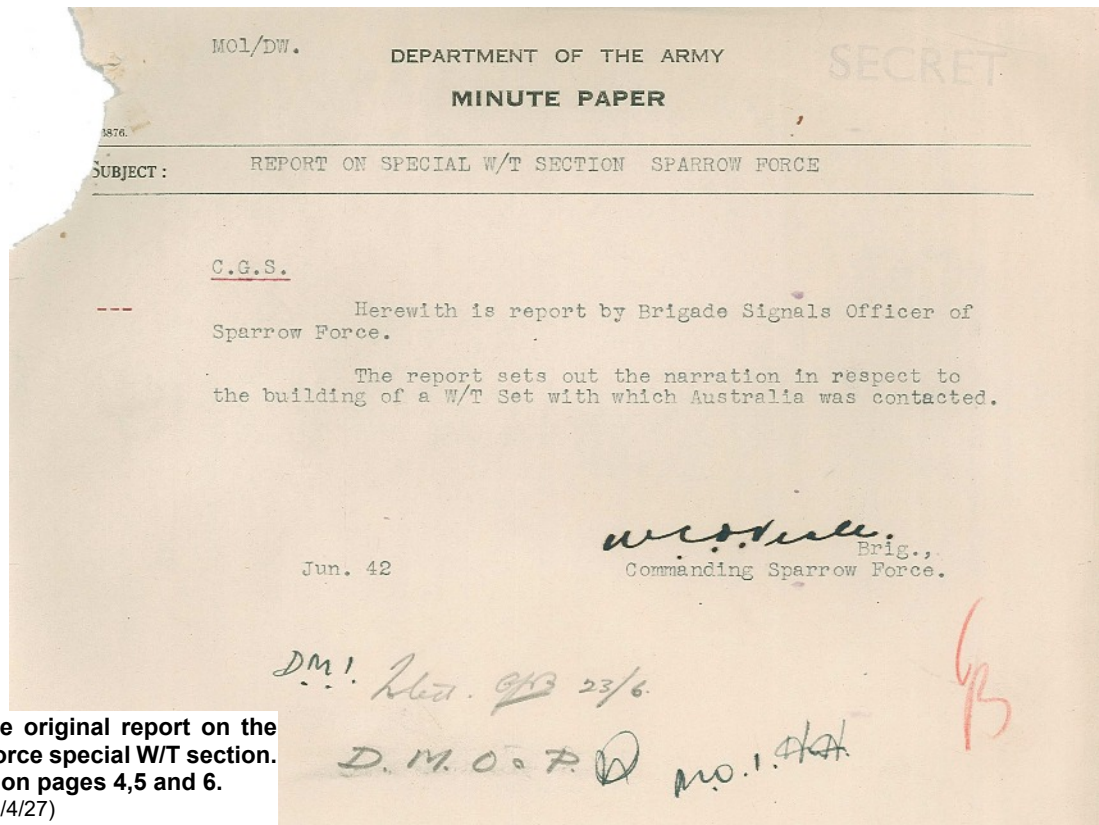 MO1/DW.
DEPARTMENT OF THE ARMY
SECRET
MINUTE PAPER
3876.
SUBJECT :
REPORT ON SPECIAL W/T SECTION SPARROW FORCE
C.G.S.
---
Herewith is report by Brigade Signals Officer of
Sparrow Force.
The report sets out the narration in respect to
the building of a W/T Set with which Australia was contacted.
Brig.,
Jun. 42
Commanding Sparrow Force.
D.M.I.
23/6.
D.M.O.&P.
M.O.1.
e original report on the
orce special W/T section.
on pages 4,5 and 6.
/4/27)